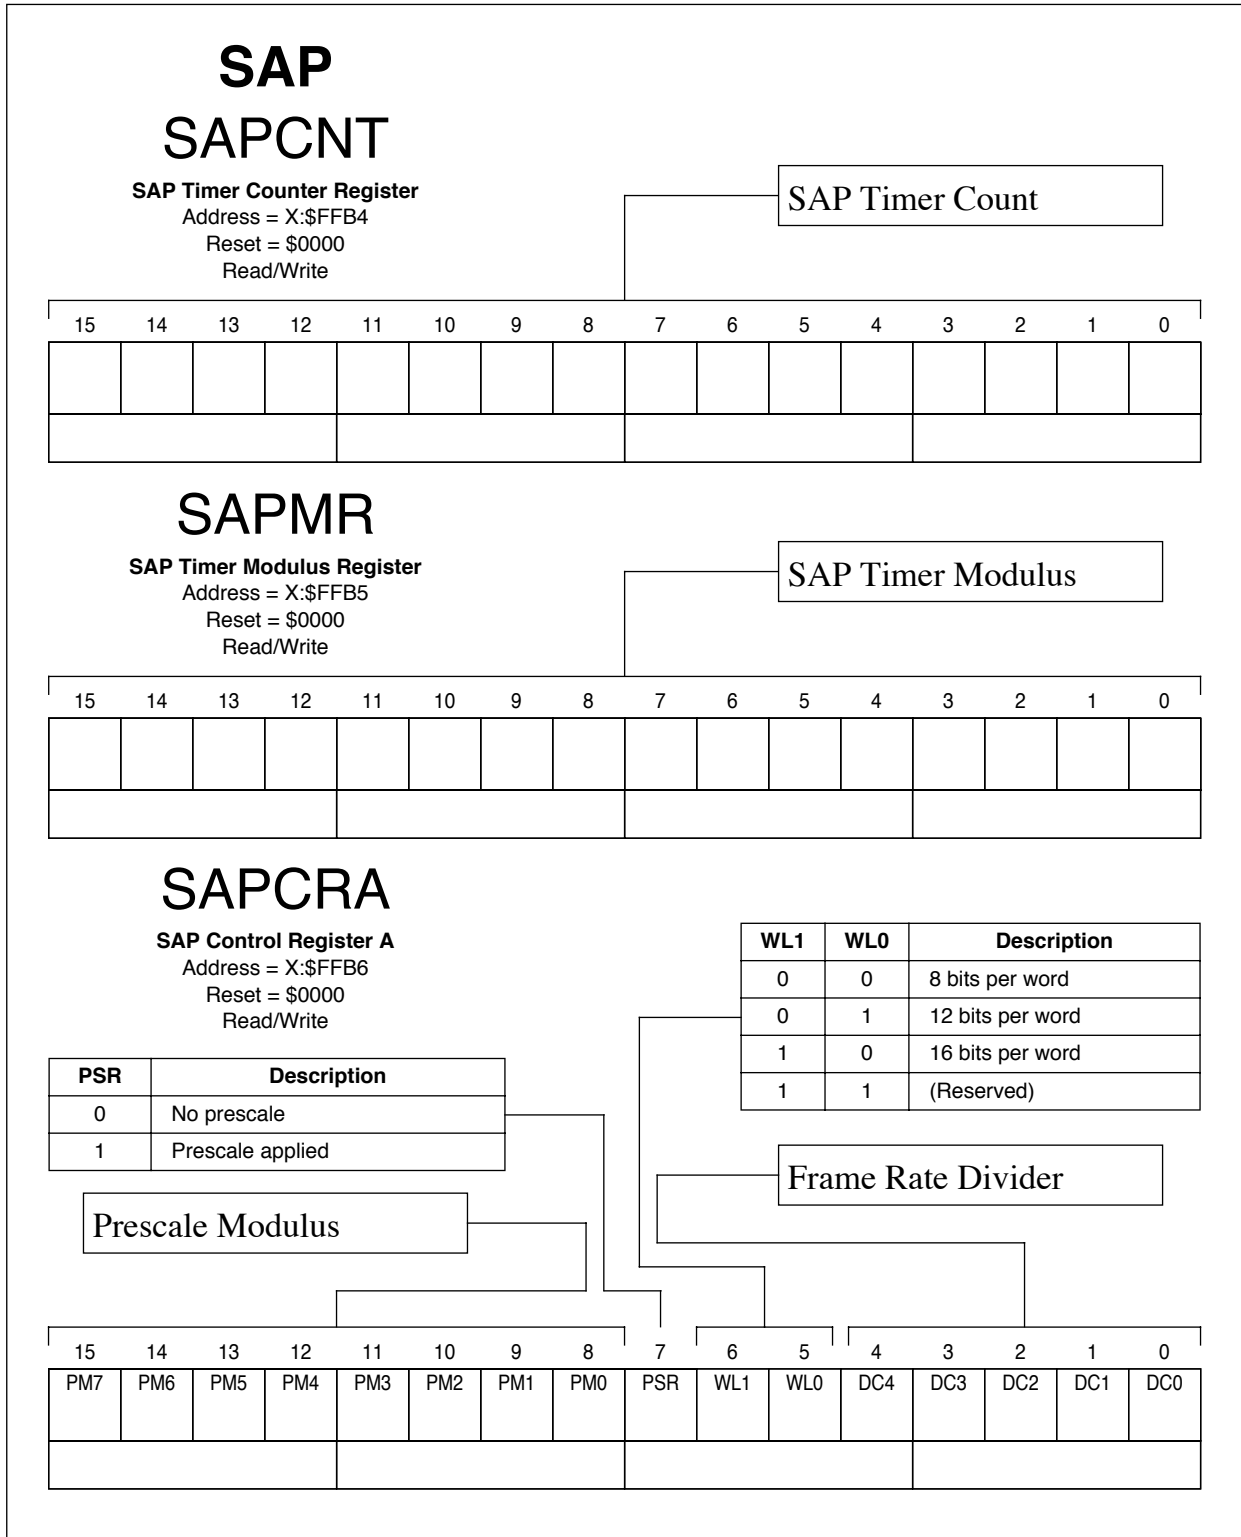 SAP
SAPCNT
SAP Timer Counter Register
Address = X:$FFB4
Reset = $0000
Read/Write
SAP Timer Count
15 14 13 12 11 10 9 8 7 6 5 4 3 2 1 0
SAPMR
SAP Timer Modulus Register
Address = X:$FFB5
Reset = $0000
Read/Write
SAP Timer Modulus
15 14 13 12 11 10 9 8 7 6 5 4 3 2 1 0
SAPCRA
SAP Control Register A
Address = X:$FFB6
Reset = $0000
Read/Write
WL1 WL0 Description
0 0 8 bits per word
0 1 12 bits per word
1 0 16 bits per word
1 1 (Reserved)
PSR Description
0 No prescale
1 Prescale applied
Frame Rate Divider
Prescale Modulus
15 14 13 12 11 10 9 8 7 6 5 4 3 2 1 0
PM7 PM6 PM5 PM4 PM3 PM2 PM1 PM0 PSR WL1 WL0 DC4 DC3 DC2 DC1 DC0